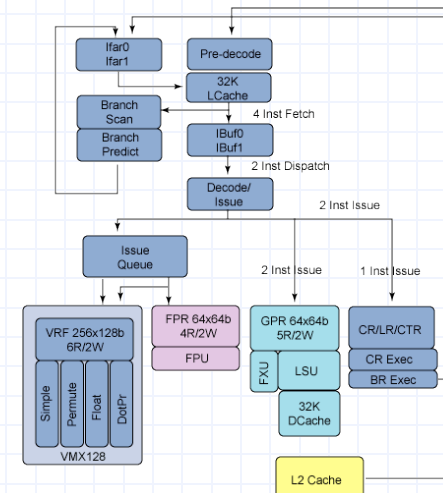 Ifar0
Ifar1
Pre-decode
32K
LCache
Branch
Scan
Branch
Predict
4 Inst Fetch
IBuf0
IBuf1
2 Inst Dispatch
Decode/
Issue
2 Inst Issue
Issue
Queue
2 Inst Issue
1 Inst Issue
VRF 256x128b
6R/2W
Simple
Permute
Float
DotPr
VMX128
FPR 64x64b
4R/2W
FPU
GPR 64x64b
5R/2W
FXU
LSU
32K
DCache
CR/LR/CTR
CR Exec
BR Exec
L2 Cache